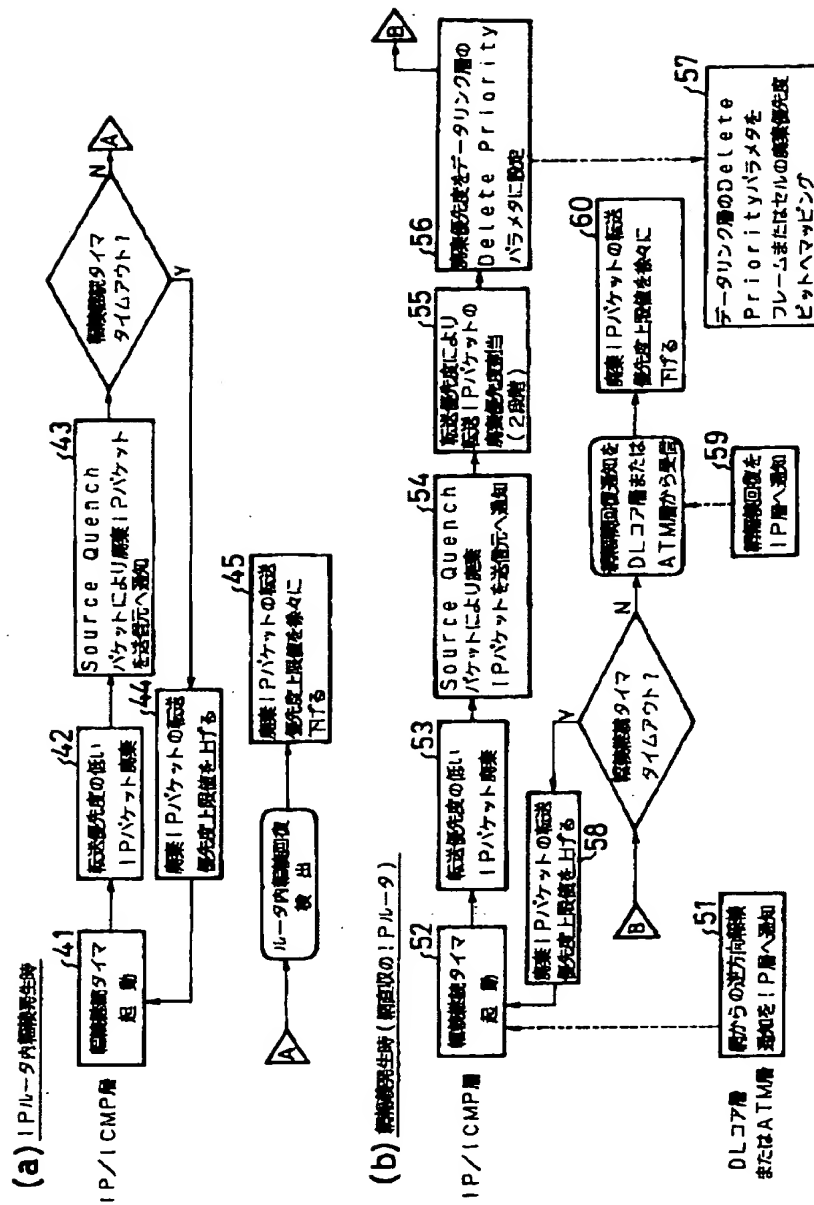 (a) IPルータ内輻輳発生時
IP/ICMP層
41
輻輳継続タイマ
起動
42
転送優先度の低い
IPパケット廃棄
43
Source Quench
パケットにより廃棄IPパケット
を送信元へ通知
輻輳継続タイマ
タイムアウト?
N
A
Y
44
廃棄IPパケットの転送
優先度上限値を上げる
A
ルータ内輻輳回復
検出
45
廃棄IPパケットの転送
優先度上限値を徐々に
下げる
(b) 網輻輳発生時(網直収のIPルータ)
IP/ICMP層
52
輻輳継続タイマ
起動
53
転送優先度の低い
IPパケット廃棄
54
Source Quench
パケットにより廃棄
IPパケットを送信元へ通知
55
転送優先度により
転送IPパケットの
廃棄優先度割当
(2段階)
56
廃棄優先度をデータリンク層の
Delete Priority
パラメタに設定
B
廃棄IPパケットの転送
優先度上限値を上げる
58
B
輻輳継続タイマ
タイムアウト?
Y
N
網輻輳回復通知を
DLコア層または
ATM層から受信
60
廃棄IPパケットの転送
優先度上限値を徐々に
下げる
DLコア層
またはATM層
51
網からの逆方向輻輳
通知をIP層へ通知
59
網輻輳回復を
IP層へ通知
57
データリンク層のDelete
Priorityパラメタを
フレームまたはセルの廃棄優先度
ビットへマッピング